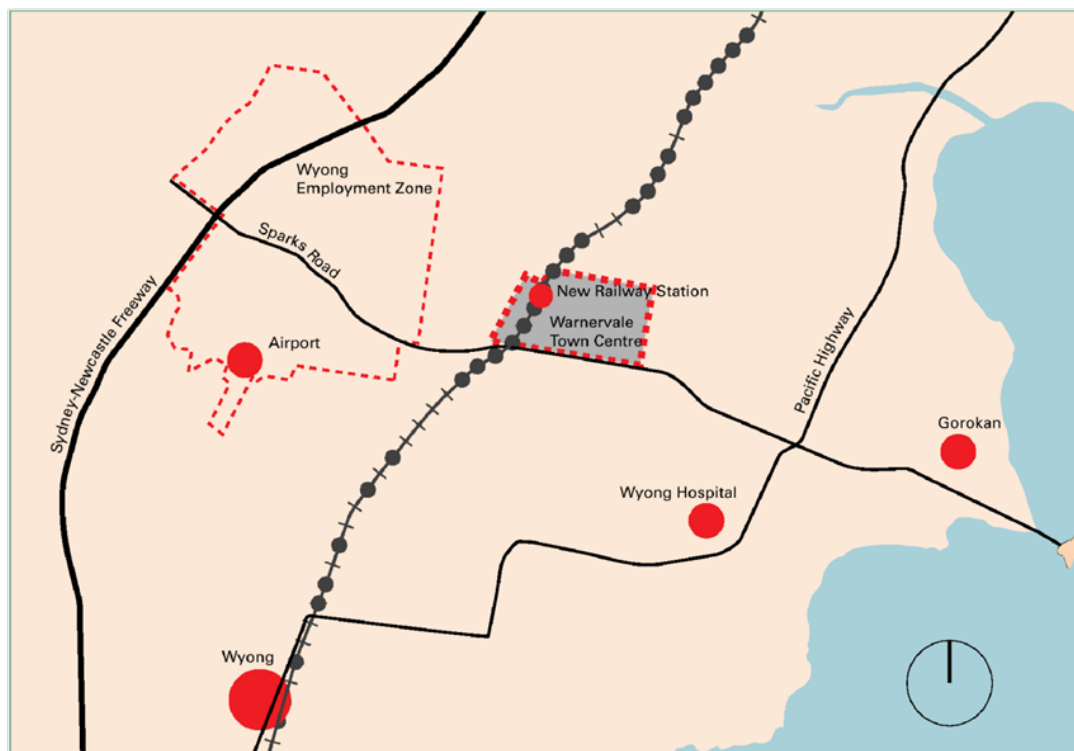 Wyong
Employment Zone
Sparks Road
Sydney-Newcastle Freeway
New Railway Station
Warnervale
Town Centre
Airport
Pacific Highway
Gorokan
Wyong Hospital
Wyong